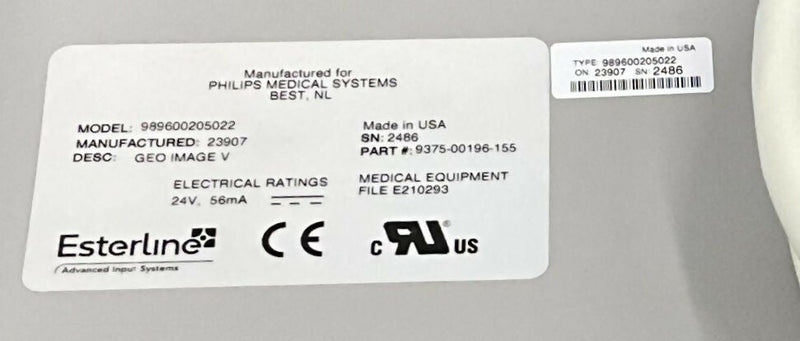 Manufactured for
PHILIPS MEDICAL SYSTEMS
BEST, NL
MODEL: 989600205022
MANUFACTURED: 23907
DESC: GEO IMAGE V
Made in USA
SN: 2486
PART #: 9375-00196-155
ELECTRICAL RATINGS
24V, 56mA
MEDICAL EQUIPMENT
FILE E210293
Esterline
Advanced Input Systems
CE
c RU US
®
Made in USA
TYPE: 989600205022
ON: 23907 SN: 2486